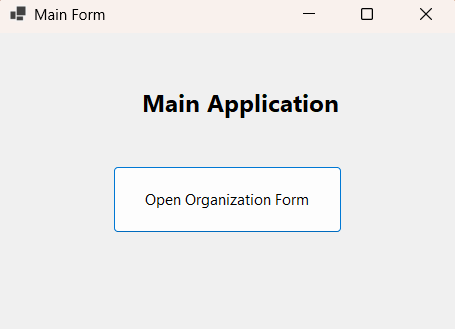 Main Form
Main Application
Open Organization Form